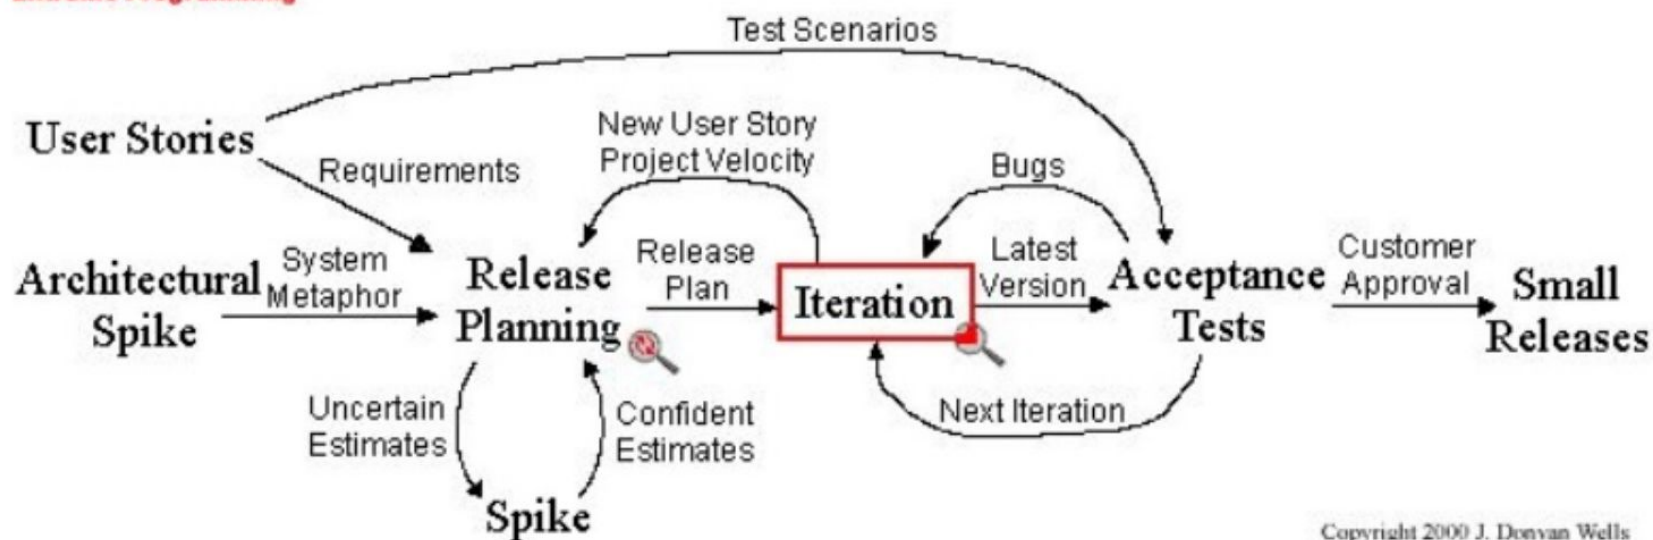 Test Scenarios
User Stories
New User Story
Project Velocity
Requirements
Bugs
Architectural
Spike
System
Metaphor
Release
Planning
Release
Plan
Iteration
Latest
Version
Acceptance
Tests
Customer
Approval
Small
Releases
Uncertain
Estimates
Confident
Estimates
Next Iteration
Spike
Copyright 2000 J. Donvan Wells